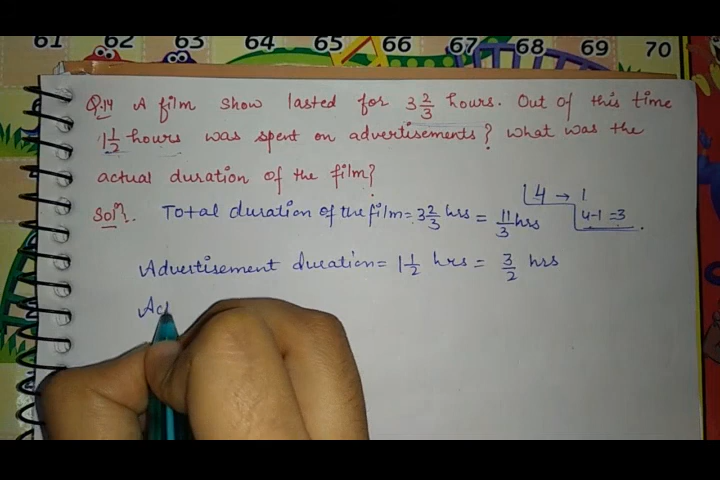 61 62 63 64 65 66 67 68 69 70
Q.14 A film show lasted for 3 2/3 hours. Out of this time
1 1/2 hours was spent on advertisements? What was the
actual duration of the film?
Sol}. Total duration of the film = 3 2/3 hrs = 11/3 hrs
4 → 1
4-1 = 3
Advertisement duration = 1 1/2 hrs = 3/2 hrs
Ac